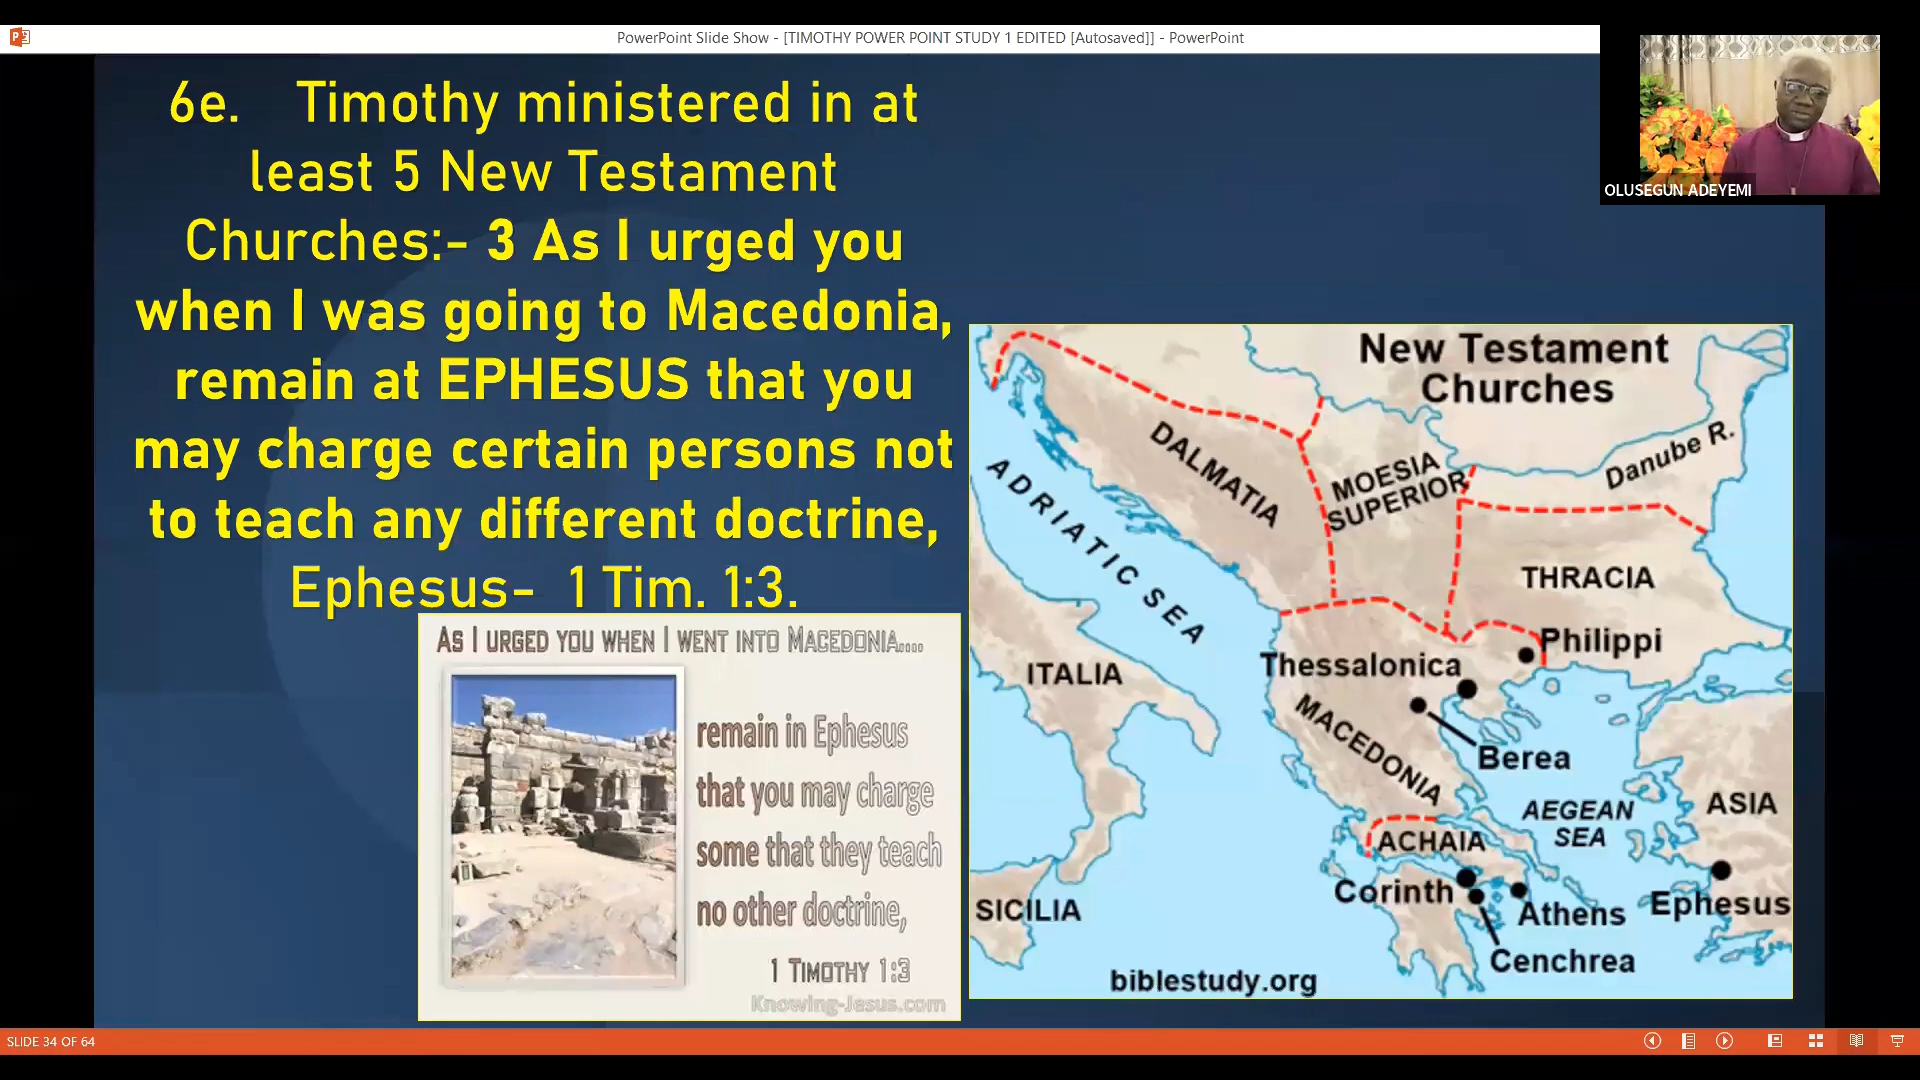 PowerPoint Slide Show - [TIMOTHY POWER POINT STUDY 1 EDITED [Autosaved]] - PowerPoint
OLUSEGUN ADEYEMI
6e. Timothy ministered in at
least 5 New Testament
Churches:- 3 As I urged you
when I was going to Macedonia,
remain at EPHESUS that you
may charge certain persons not
to teach any different doctrine,
Ephesus- 1 Tim. 1:3.
As I urged you when I went into Macedonia....
remain in Ephesus
that you may charge
some that they teach
no other doctrine,
1 Timothy 1:3
Knowing-Jesus.com
New Testament
Churches
Danube R.
DALMATIA
MOESIA
SUPERIOR
ADRIATIC SEA
THRACIA
Philippi
Thessalonica
ITALIA
MACEDONIA
Berea
AEGEAN
SEA
ASIA
ACHAIA
Corinth
Athens
Ephesus
SICILIA
Cenchrea
biblestudy.org
SLIDE 34 OF 64